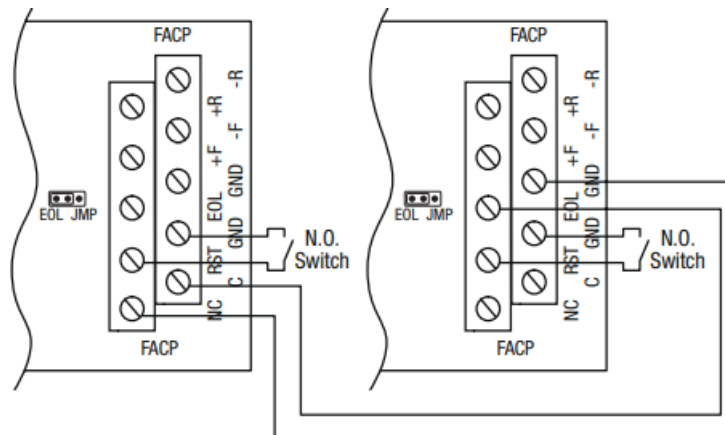 FACP
-R
+R
-F
+F
GND
EOL
GND
RST
C
NC
EOL JMP
N.O.
Switch
FACP
FACP
-R
+R
-F
+F
GND
EOL
GND
RST
C
NC
EOL JMP
N.O.
Switch
FACP